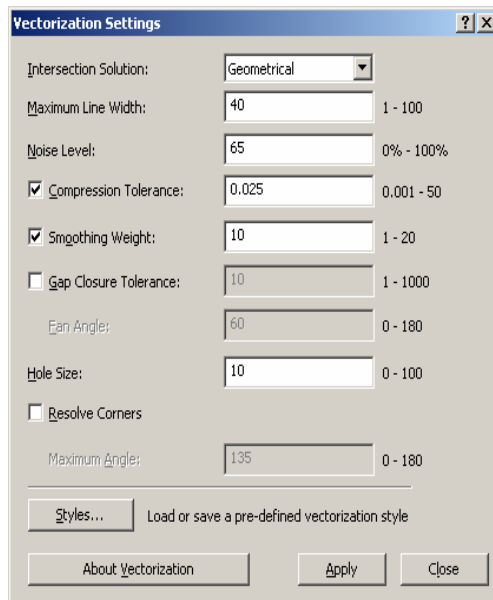 Vectorization Settings
Intersection Solution: Geometrical
Maximum Line Width: 40 1 - 100
Noise Level: 65 0% - 100%
Compression Tolerance: 0.025 0.001 - 50
Smoothing Weight: 10 1 - 20
Gap Closure Tolerance: 10 1 - 1000
Fan Angle: 60 0 - 180
Hole Size: 10 0 - 100
Resolve Corners
Maximum Angle: 135 0 - 180
Styles... Load or save a pre-defined vectorization style
About Vectorization Apply Close